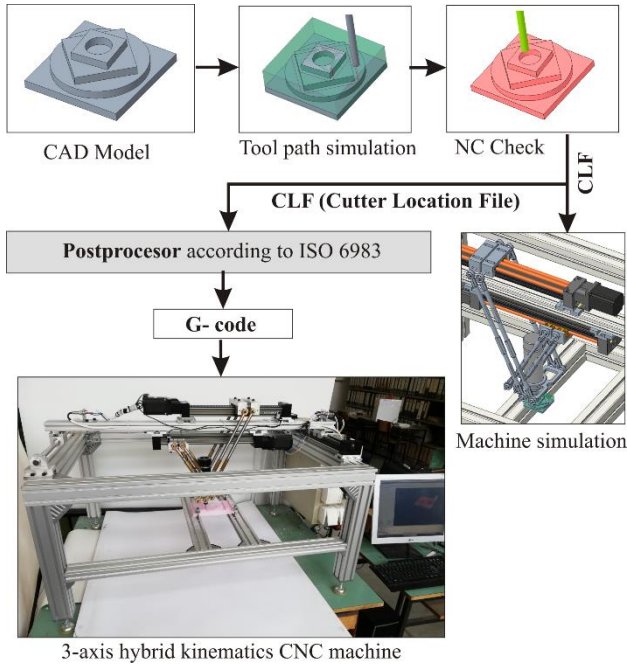 CAD Model
Tool path simulation
NC Check
CLF
CLF (Cutter Location File)
Postprocesor according to ISO 6983
G- code
Machine simulation
3-axis hybrid kinematics CNC machine